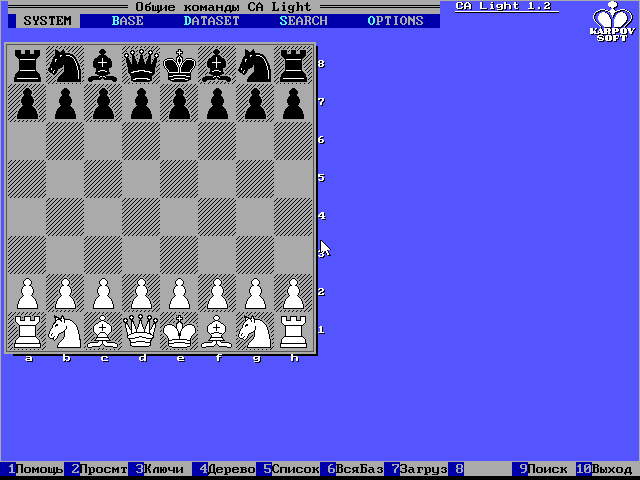 Общие команды CA Light
CA Light 1.2
SYSTEM BASE DATASET SEARCH OPTIONS
KARPOV
SOFT
8
7
6
5
4
3
2
1
a b c d e f g h
1Помощь 2Просмт 3Ключи 4Дерево 5Список 6ВсяБаз 7Загруз 8 9Поиск 10Выход